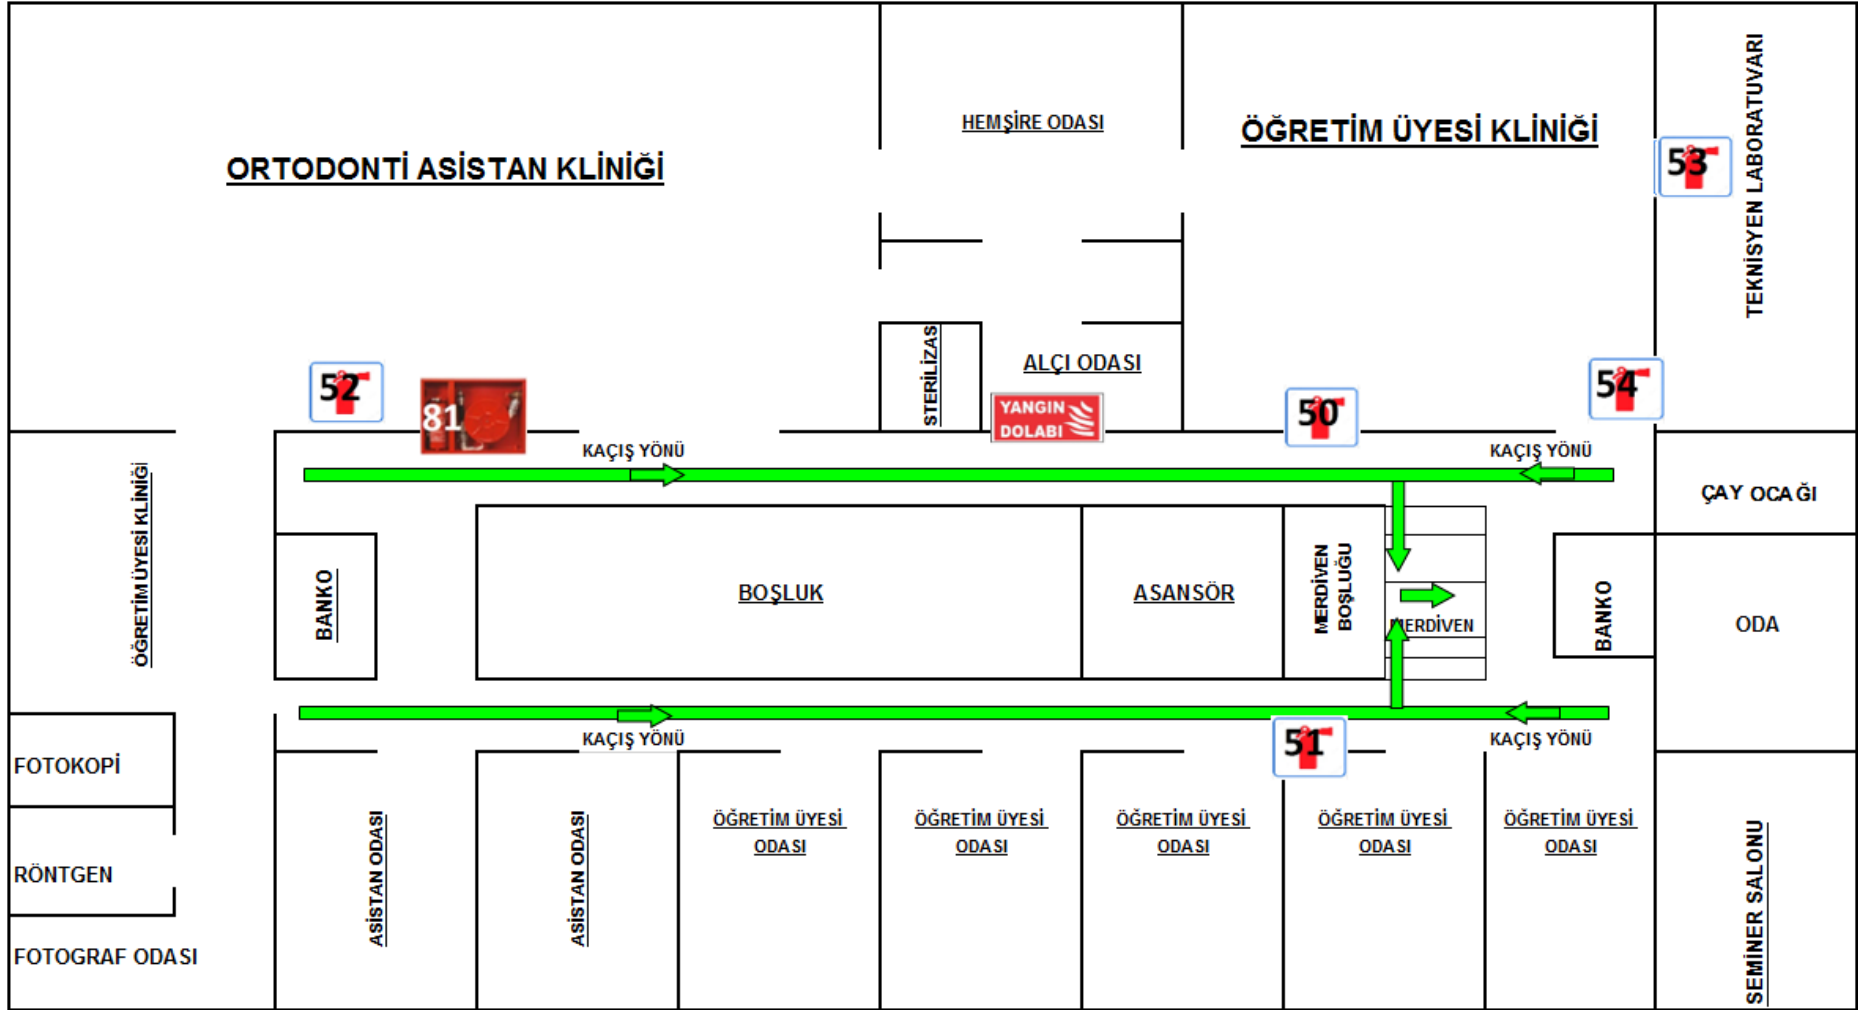 HEMŞİRE ODASI
ÖĞRETİM ÜYESİ KLİNİĞİ
ORTODONTİ ASİSTAN KLİNİĞİ
53
TEKNİSYEN LABORATUVARI
STERİLİZAS
ALÇI ODASI
52
81
YANGIN
DOLABI
50
54
KAÇIŞ YÖNÜ
KAÇIŞ YÖNÜ
ÖĞRETİM ÜYESİ KLİNİĞİ
ÇAY OCAĞI
BANKO
BOŞLUK
ASANSÖR
MERDİVEN
BOŞLUĞU
MERDİVEN
BANKO
ODA
KAÇIŞ YÖNÜ
51
KAÇIŞ YÖNÜ
FOTOKOPİ
RÖNTGEN
FOTOGRAF ODASI
ASİSTAN ODASI
ASİSTAN ODASI
ÖĞRETİM ÜYESİ
ODASI
ÖĞRETİM ÜYESİ
ODASI
ÖĞRETİM ÜYESİ
ODASI
ÖĞRETİM ÜYESİ
ODASI
ÖĞRETİM ÜYESİ
ODASI
SEMİNER SALONU